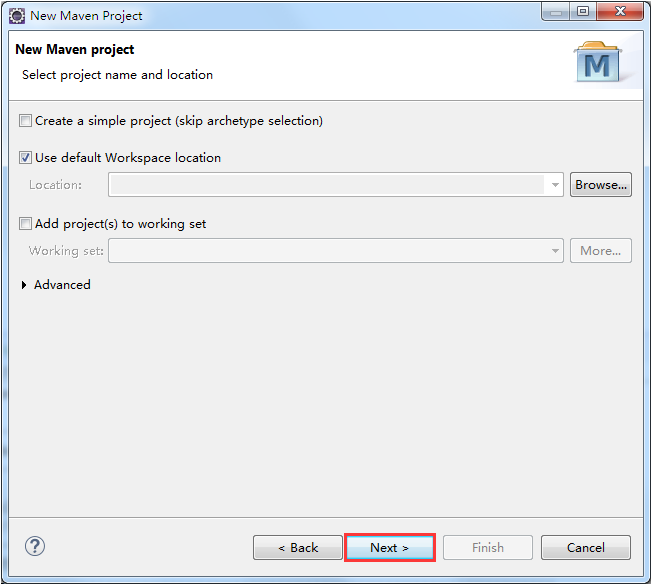 New Maven Project
New Maven project
Select project name and location
M
Create a simple project (skip archetype selection)
Use default Workspace location
Location:
Browse...
Add project(s) to working set
Working set:
More...
Advanced
?
< Back
Next >
Finish
Cancel